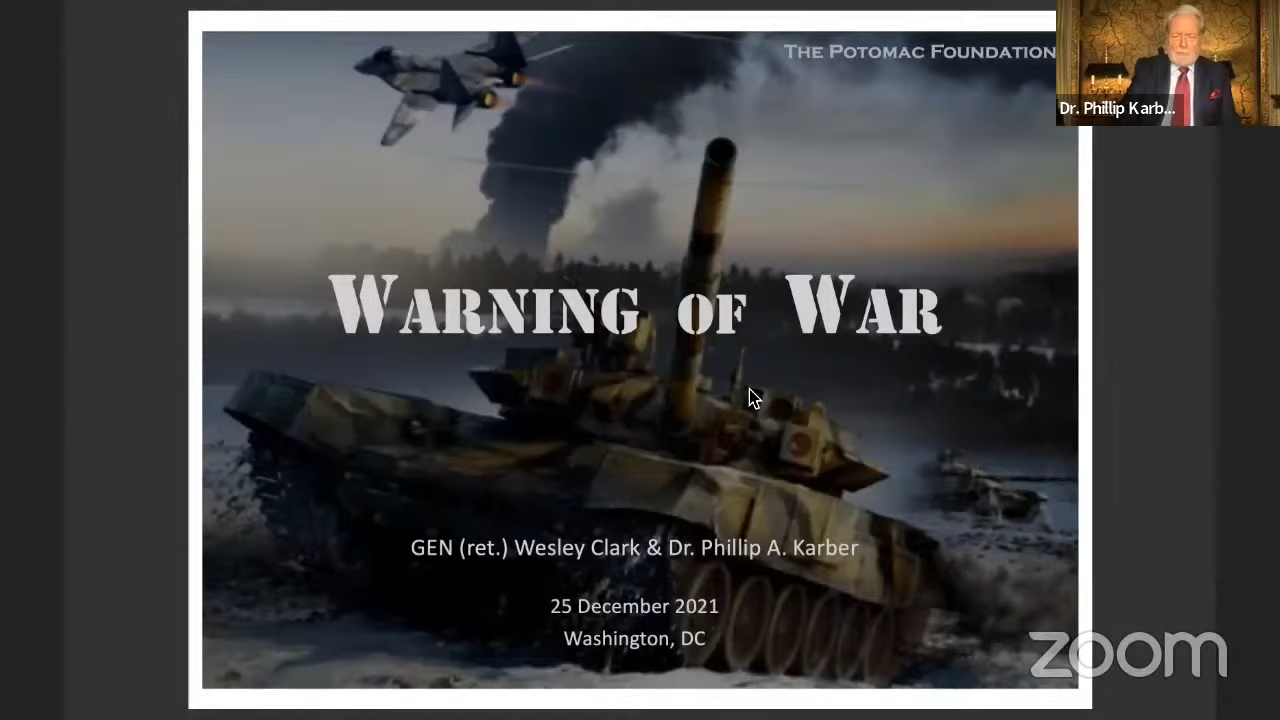 THE POTOMAC FOUNDATION
Dr. Phillip Karb...
WARNING OF WAR
GEN (ret.) Wesley Clark & Dr. Phillip A. Karber
25 December 2021
Washington, DC
zoom